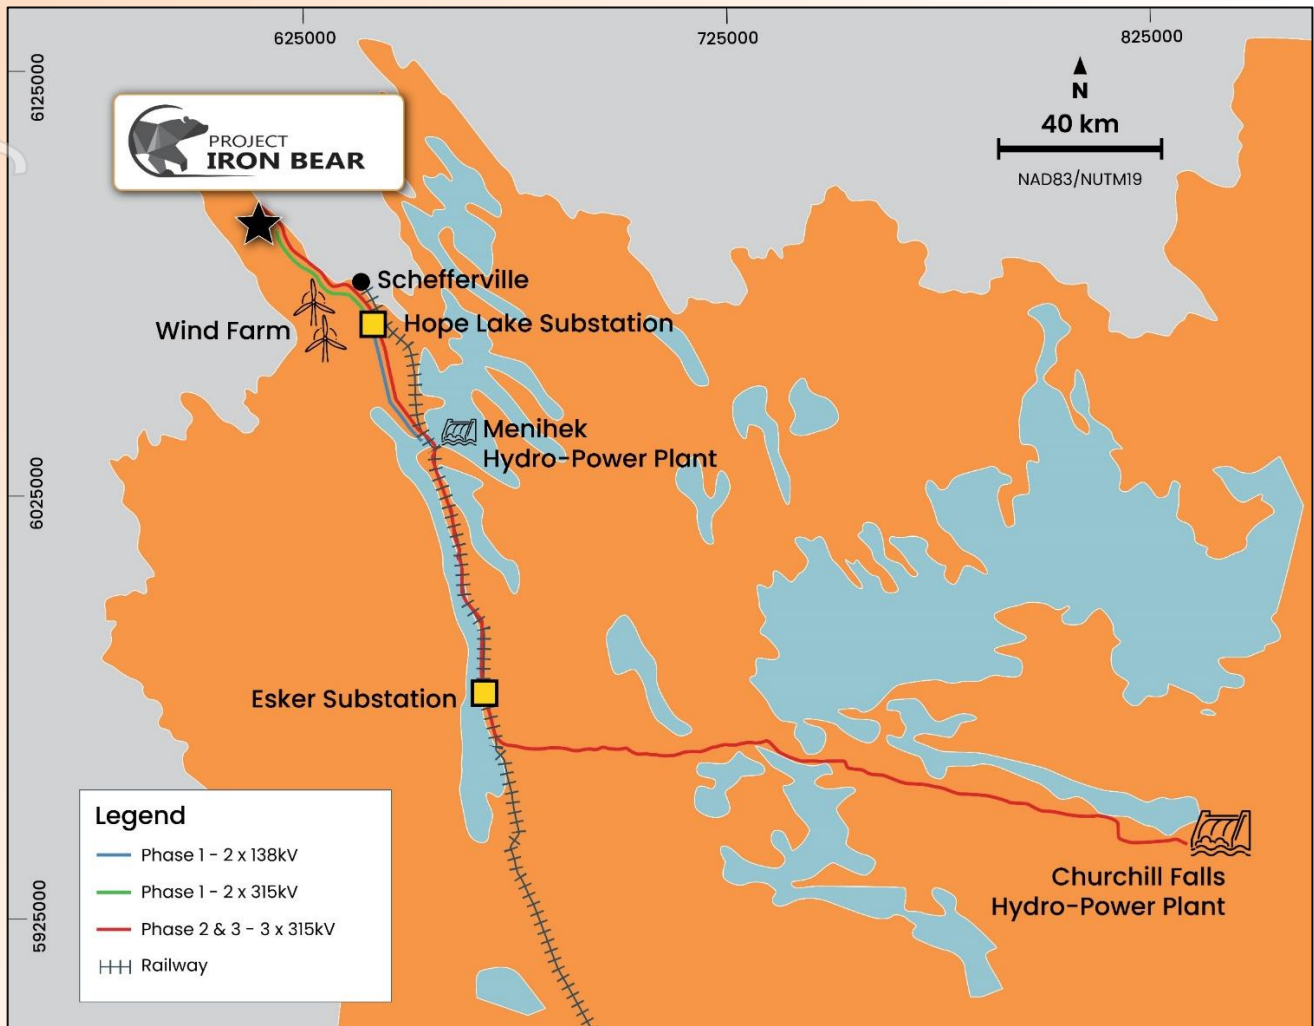 625000
725000
825000
6125000
N
40 km
NAD83/NUTM19
PROJECT
IRON BEAR
Schefferville
Wind Farm
Hope Lake Substation
Menihek
Hydro-Power Plant
6025000
Esker Substation
Legend
Phase 1 - 2 x 138kV
Phase 1 - 2 x 315kV
Phase 2 & 3 - 3 x 315kV
Railway
Churchill Falls
Hydro-Power Plant
5925000